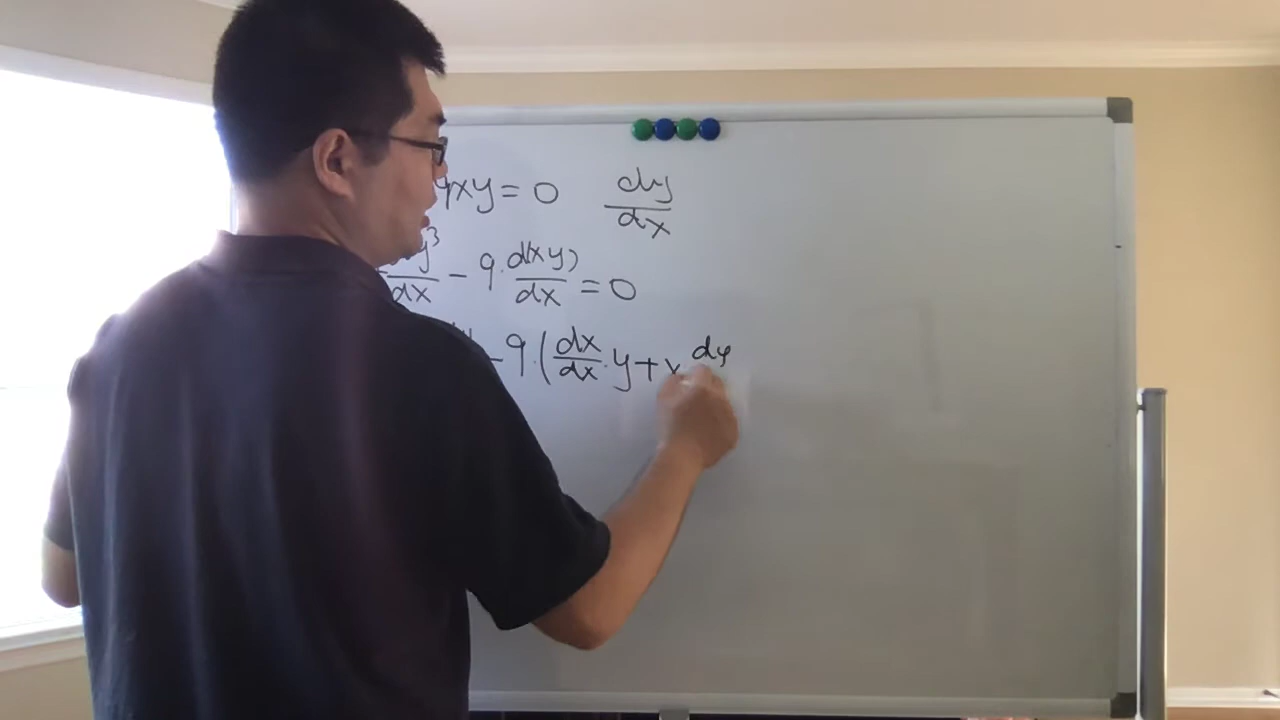 9xy = 0 dy/dx
y³/dx - 9 · d(xy)/dx = 0
- 9 · (dx/dx · y + x dy